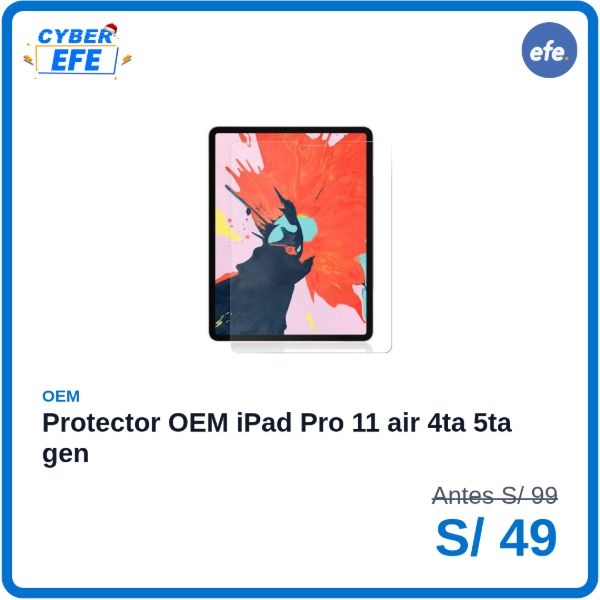 CYBER
EFE
efe.
OEM
Protector OEM iPad Pro 11 air 4ta 5ta
gen
Antes S/ 99
S/ 49